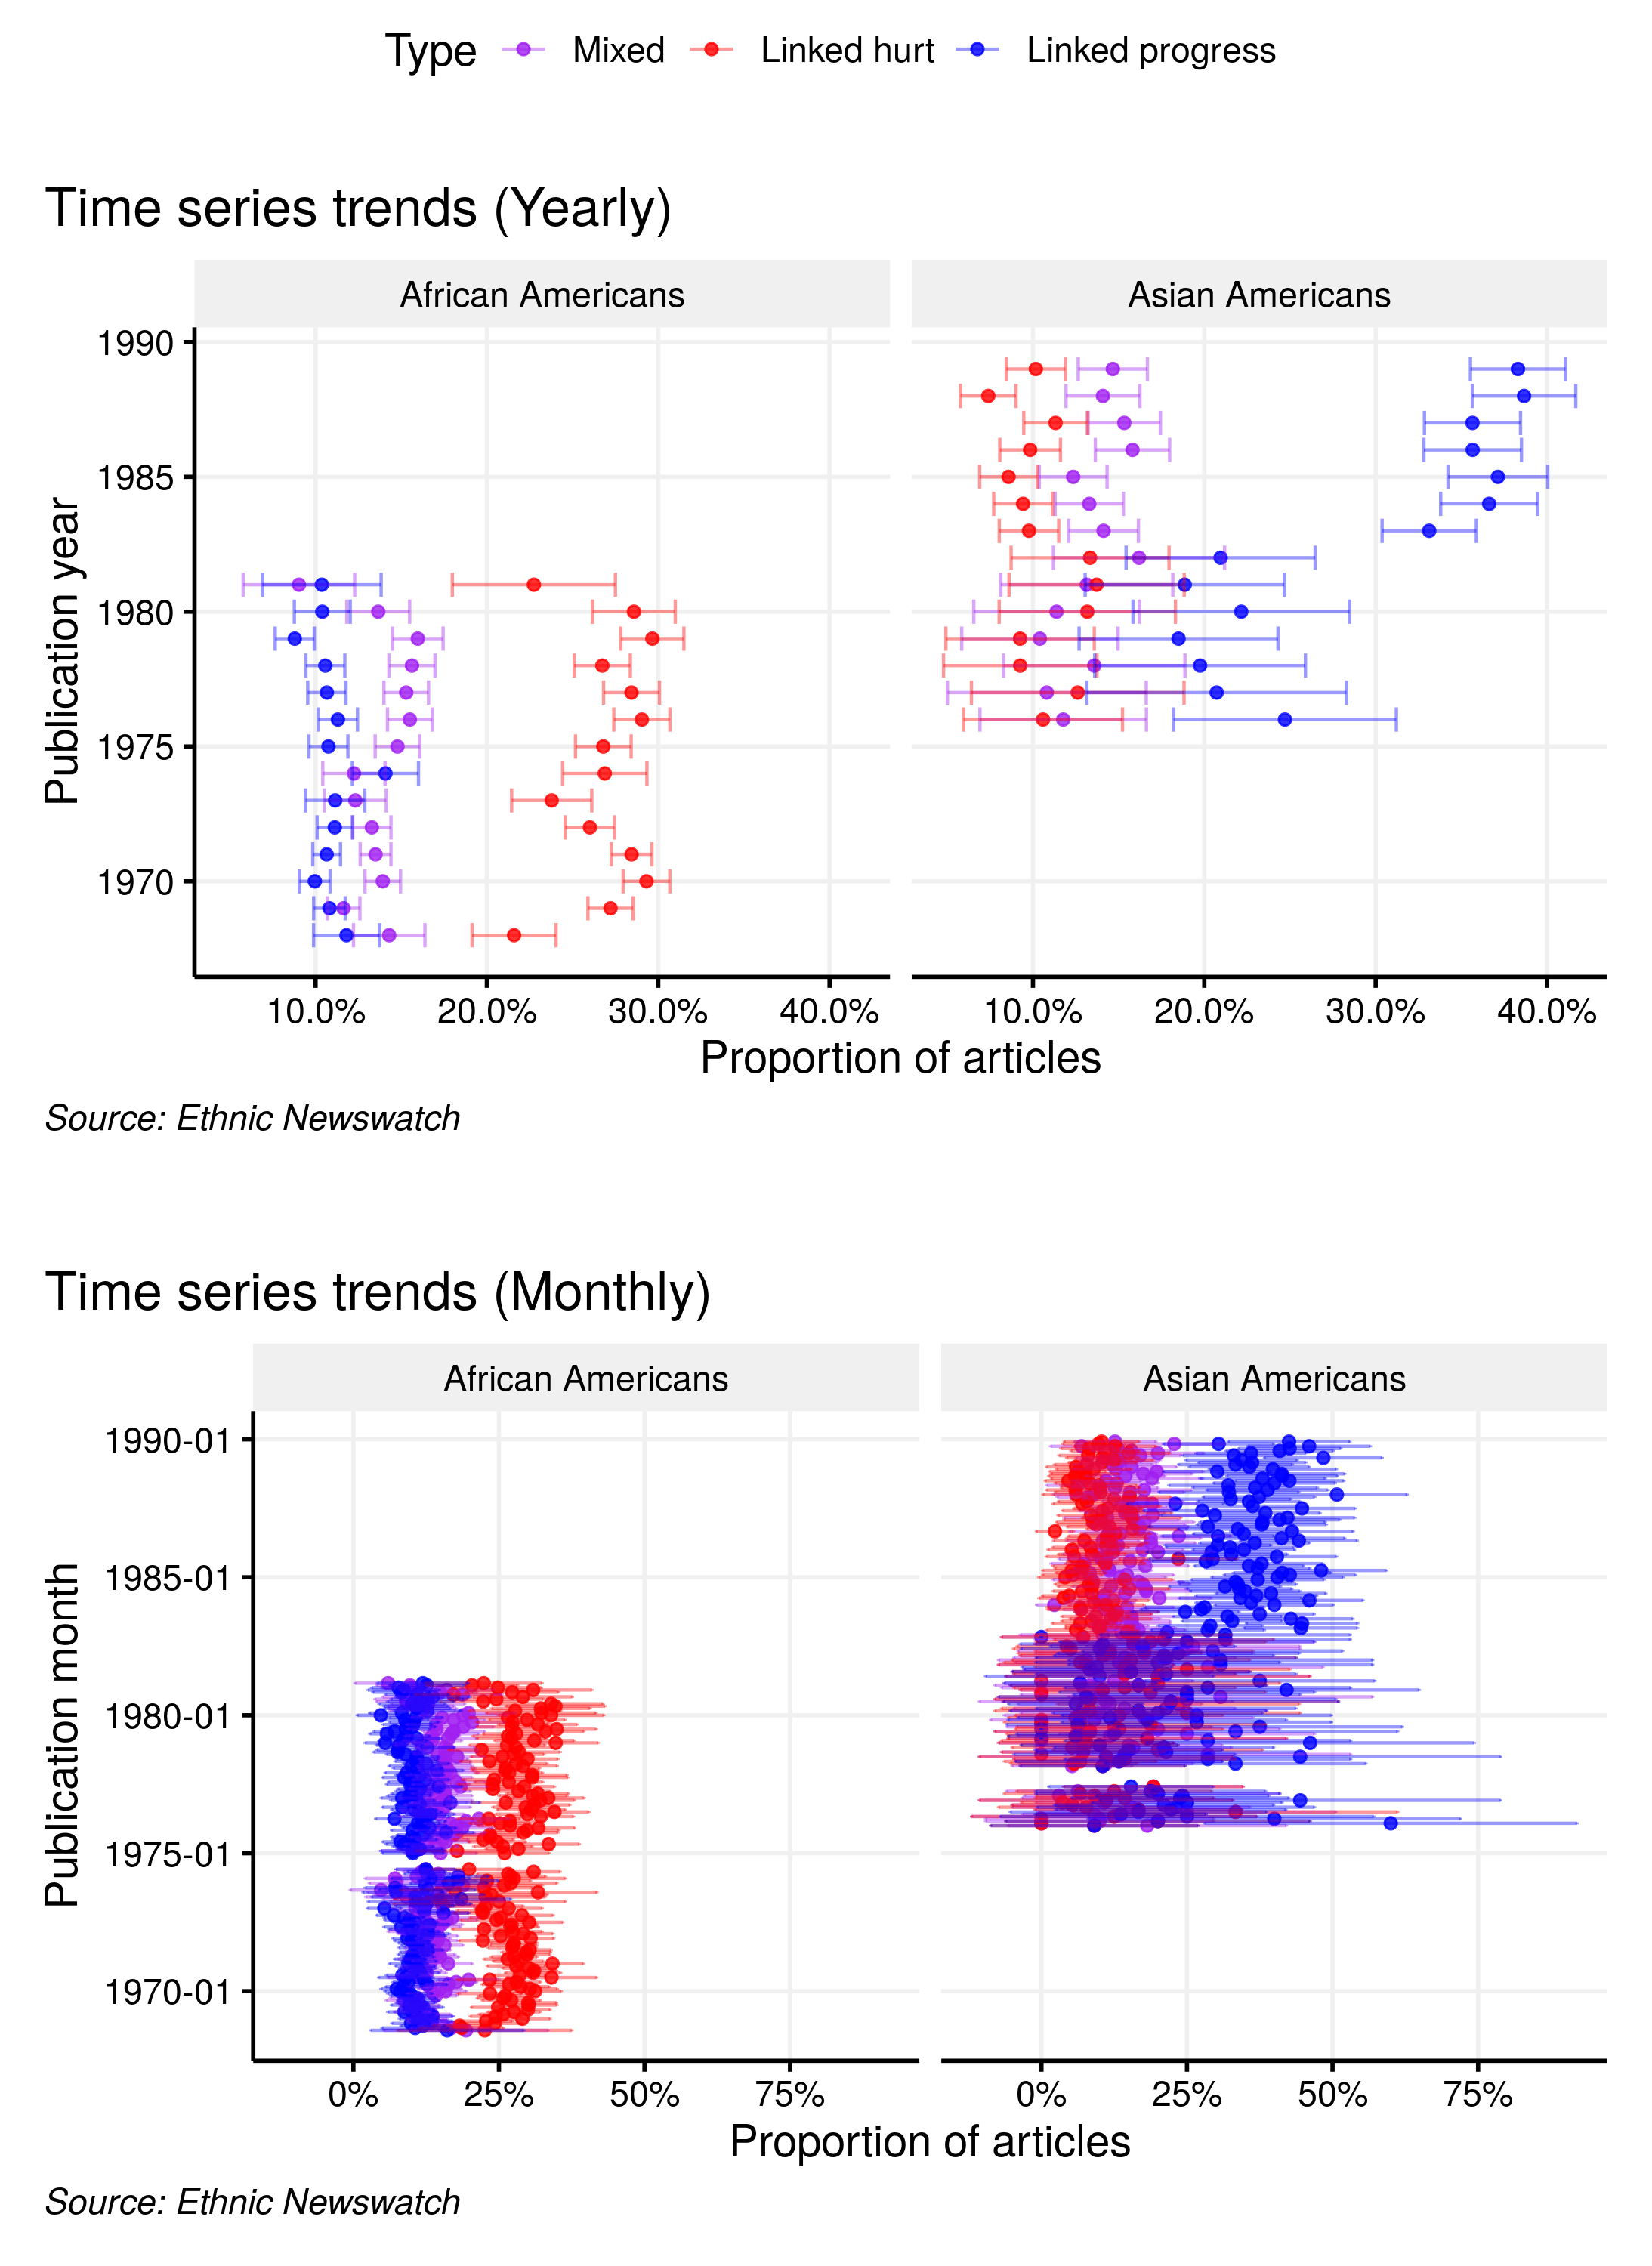 Type Mixed Linked hurt Linked progress
Time series trends (Yearly)
African Americans Asian Americans
Publication year
1990
1985
1980
1975
1970
10.0% 20.0% 30.0% 40.0% 10.0% 20.0% 30.0% 40.0%
Proportion of articles
Source: Ethnic Newswatch
Time series trends (Monthly)
African Americans Asian Americans
Publication month
1990-01
1985-01
1980-01
1975-01
1970-01
0% 25% 50% 75% 0% 25% 50% 75%
Proportion of articles
Source: Ethnic Newswatch